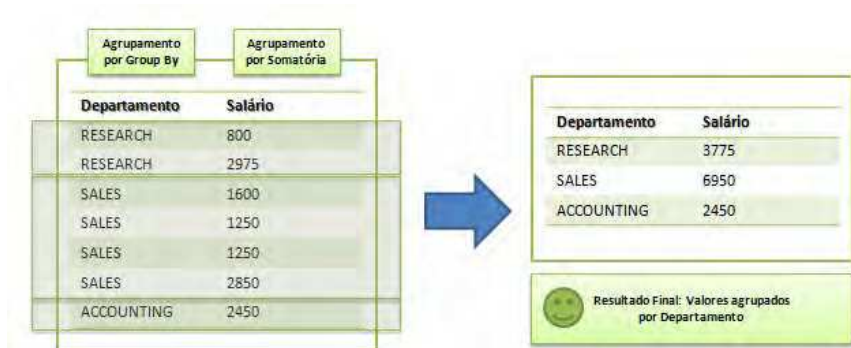 Agrupamento
por Group By
Agrupamento
por Somatória
Departamento Salário
RESEARCH 800
RESEARCH 2975
SALES 1600
SALES 1250
SALES 1250
SALES 2850
ACCOUNTING 2450
Departamento Salário
RESEARCH 3775
SALES 6950
ACCOUNTING 2450
Resultado Final: Valores agrupados
por Departamento